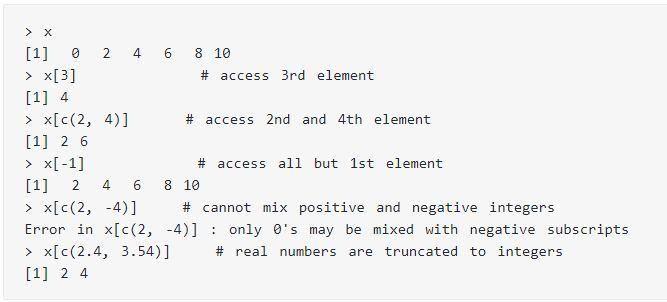 > x
[1]  0  2  4  6  8 10
> x[3]               # access 3rd element
[1] 4
> x[c(2, 4)]       # access 2nd and 4th element
[1] 2 6
> x[-1]              # access all but 1st element
[1]  2  4  6  8 10
> x[c(2, -4)]     # cannot mix positive and negative integers
Error in x[c(2, -4)] : only 0's may be mixed with negative subscripts
> x[c(2.4, 3.54)]     # real numbers are truncated to integers
[1] 2 4